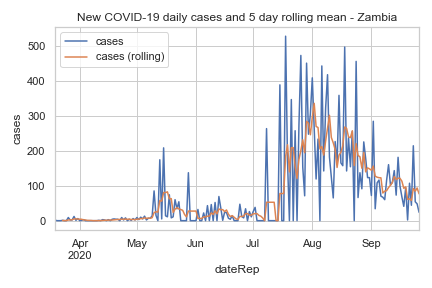 New COVID-19 daily cases and 5 day rolling mean - Zambia
cases
cases (rolling)
500
400
300
200
100
0
cases
Apr
2020
May
Jun
Jul
Aug
Sep
dateRep